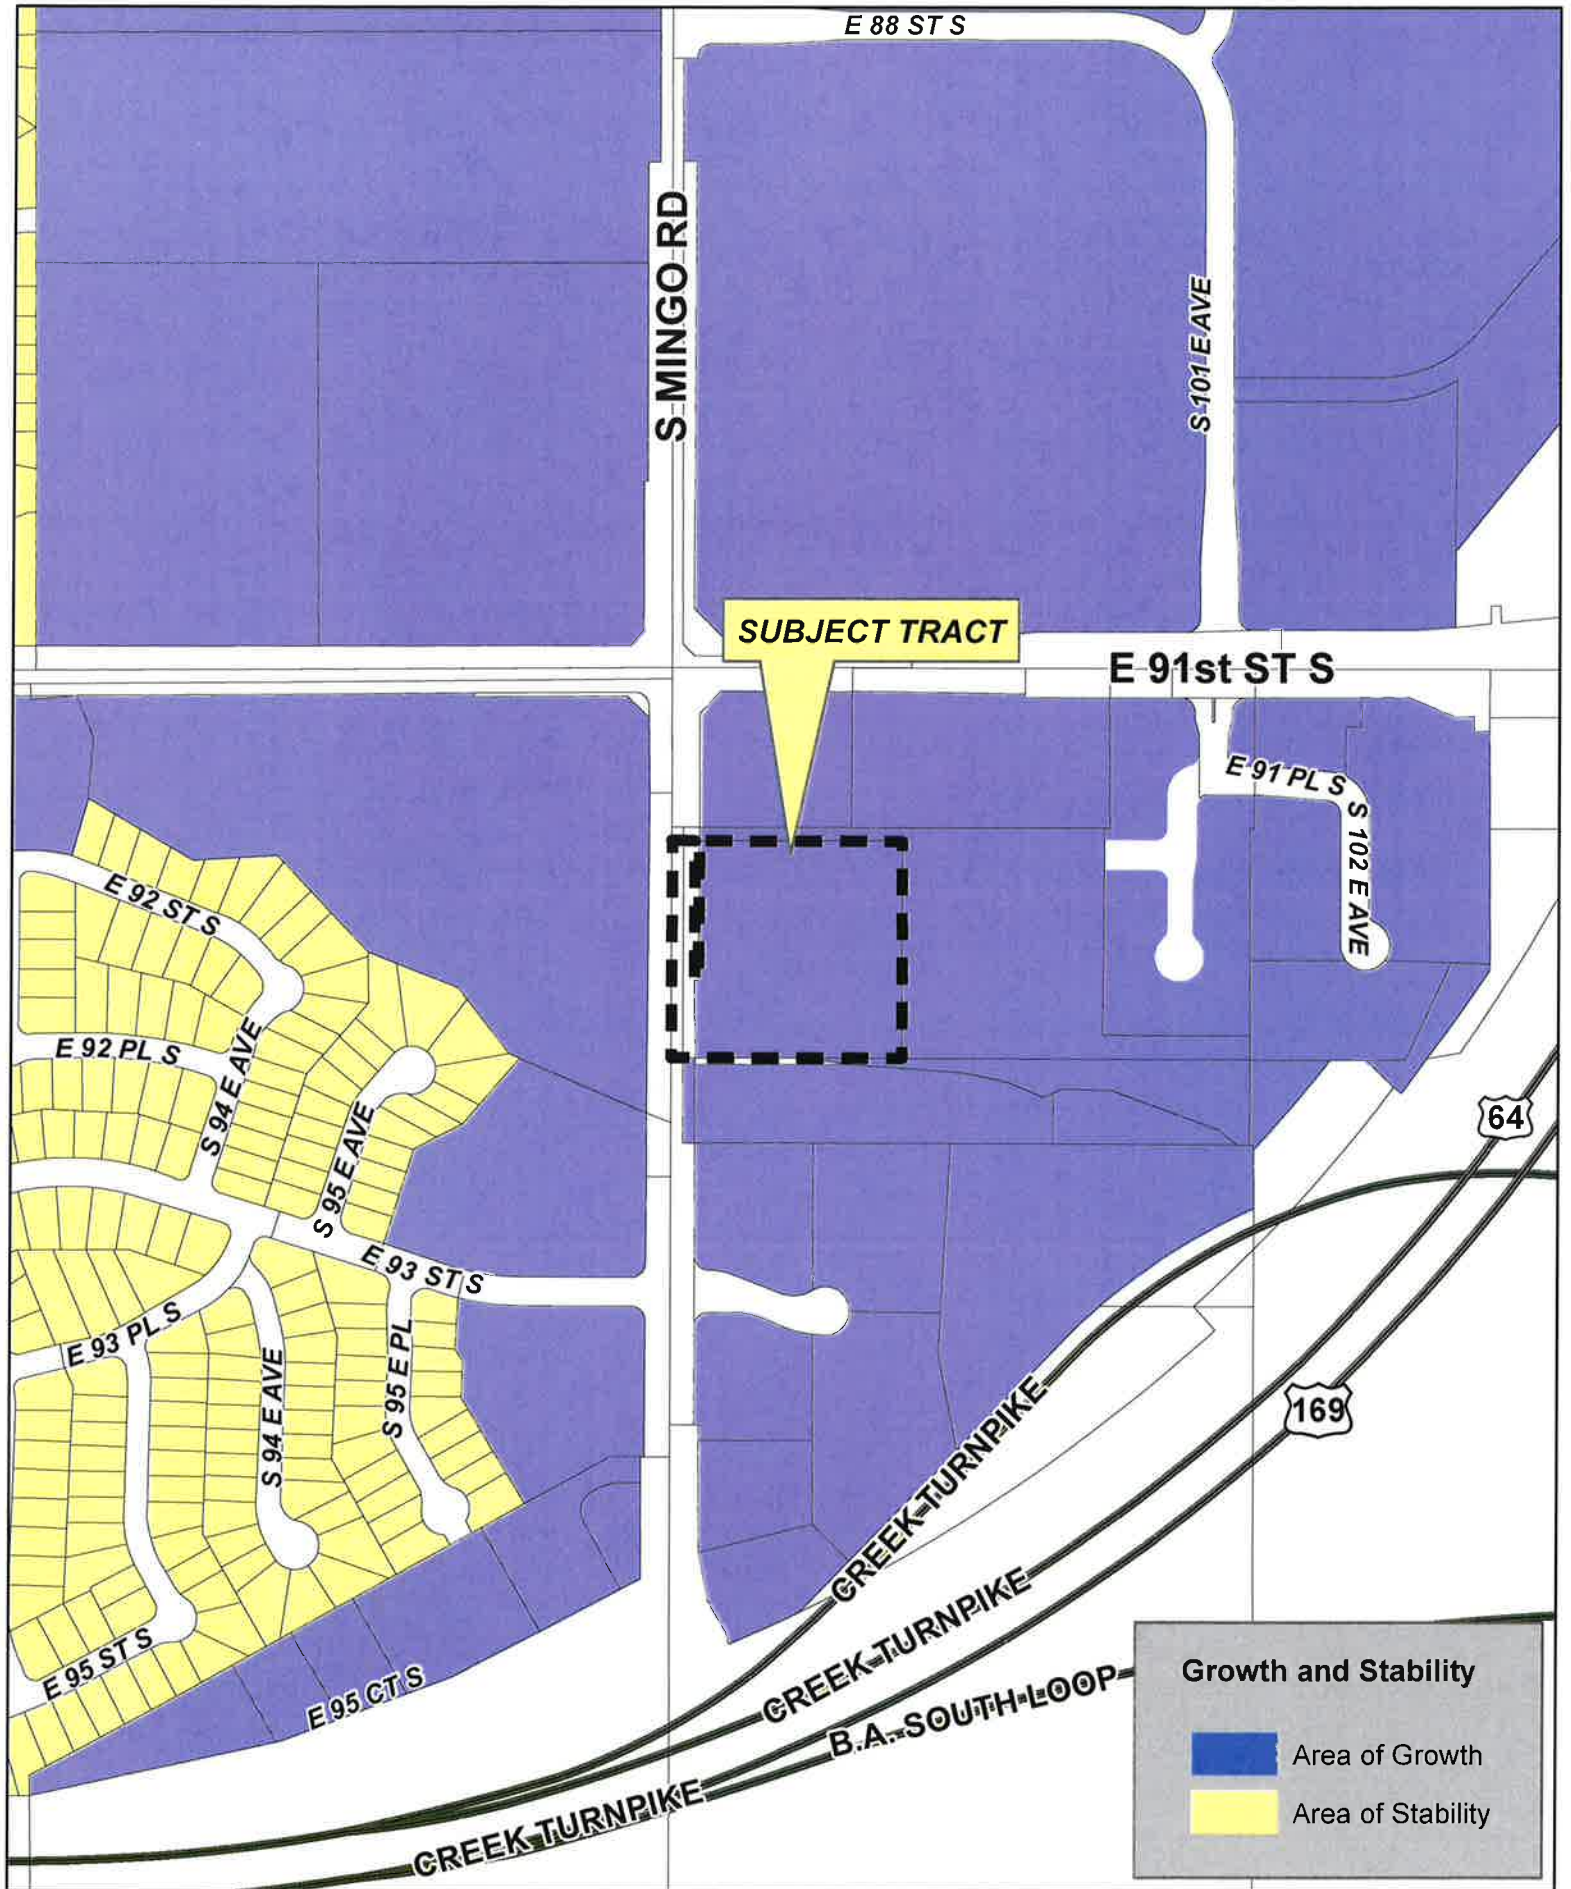 E 88 ST S
S MINGO RD
S 101 E AVE
SUBJECT TRACT
E 91st ST S
E 91 PL S
S 102 E AVE
E 92 ST S
E 92 PL S
S 94 E AVE
S 95 E AVE
64
E 93 ST S
E 93 PL S
S 94 E AVE
S 95 E PL
169
CREEK TURNPIKE
CREEK TURNPIKE
E 95 ST S
E 95 CT S
B.A. SOUTH LOOP
CREEK TURNPIKE
Growth and Stability
Area of Growth
Area of Stability